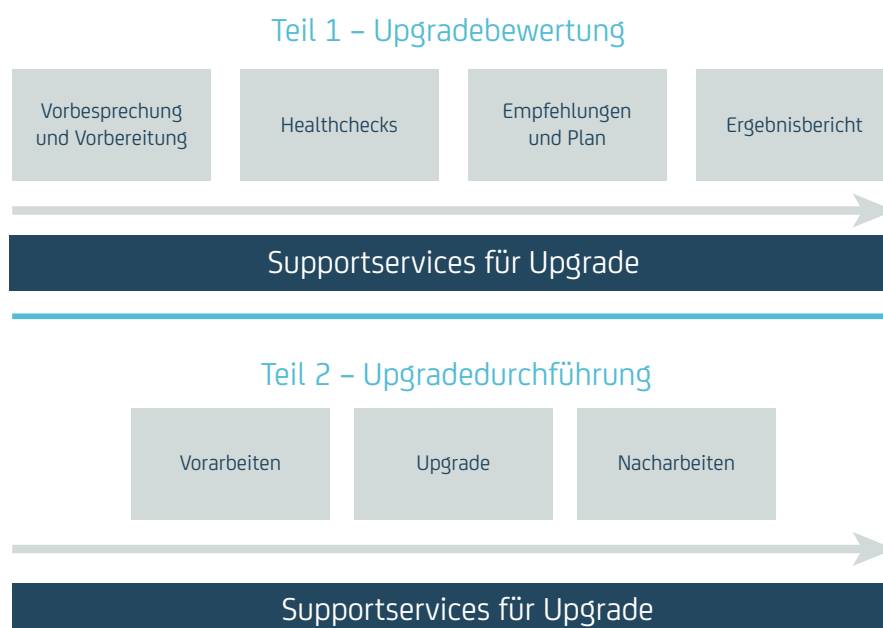 Teil 1 – Upgradebewertung
Vorbesprechung
und Vorbereitung
Healthchecks
Empfehlungen
und Plan
Ergebnisbericht
Supportservices für Upgrade
Teil 2 – Upgradedurchführung
Vorarbeiten
Upgrade
Nacharbeiten
Supportservices für Upgrade